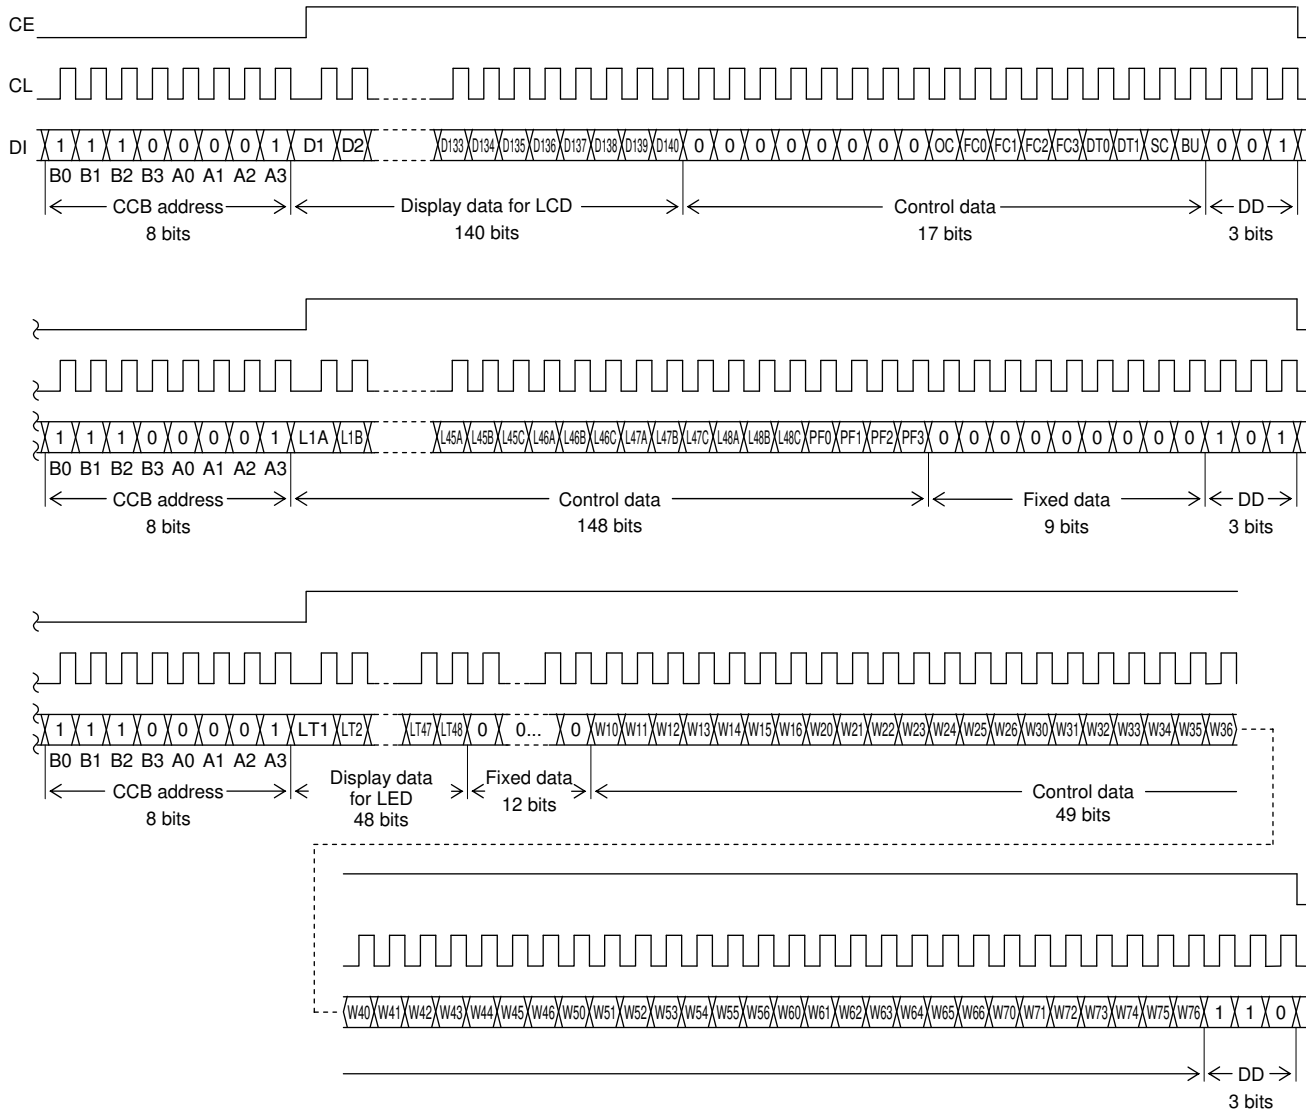 CE
CL
DI 1 1 1 0 0 0 0 1 D1 D2 D133 D134 D135 D136 D137 D138 D139 D140 0 0 0 0 0 0 0 0 OC FC0 FC1 FC2 FC3 DT0 DT1 SC BU 0 0 1
B0 B1 B2 B3 A0 A1 A2 A3
CCB address Display data for LCD Control data DD
8 bits 140 bits 17 bits 3 bits
1 1 1 0 0 0 0 1 L1A L1B L45A L45B L45C L46A L46B L46C L47A L47B L47C L48A L48B L48C PF0 PF1 PF2 PF3 0 0 0 0 0 0 0 0 0 1 0 1
B0 B1 B2 B3 A0 A1 A2 A3
CCB address Control data Fixed data DD
8 bits 148 bits 9 bits 3 bits
1 1 1 0 0 0 0 1 LT1 LT2 LT47 LT48 0 0... 0 W10 W11 W12 W13 W14 W15 W16 W20 W21 W22 W23 W24 W25 W26 W30 W31 W32 W33 W34 W35 W36
B0 B1 B2 B3 A0 A1 A2 A3
CCB address Display data for LED Fixed data Control data
8 bits 48 bits 12 bits 49 bits
W40 W41 W42 W43 W44 W45 W46 W50 W51 W52 W53 W54 W55 W56 W60 W61 W62 W63 W64 W65 W66 W70 W71 W72 W73 W74 W75 W76 1 1 0
DD
3 bits